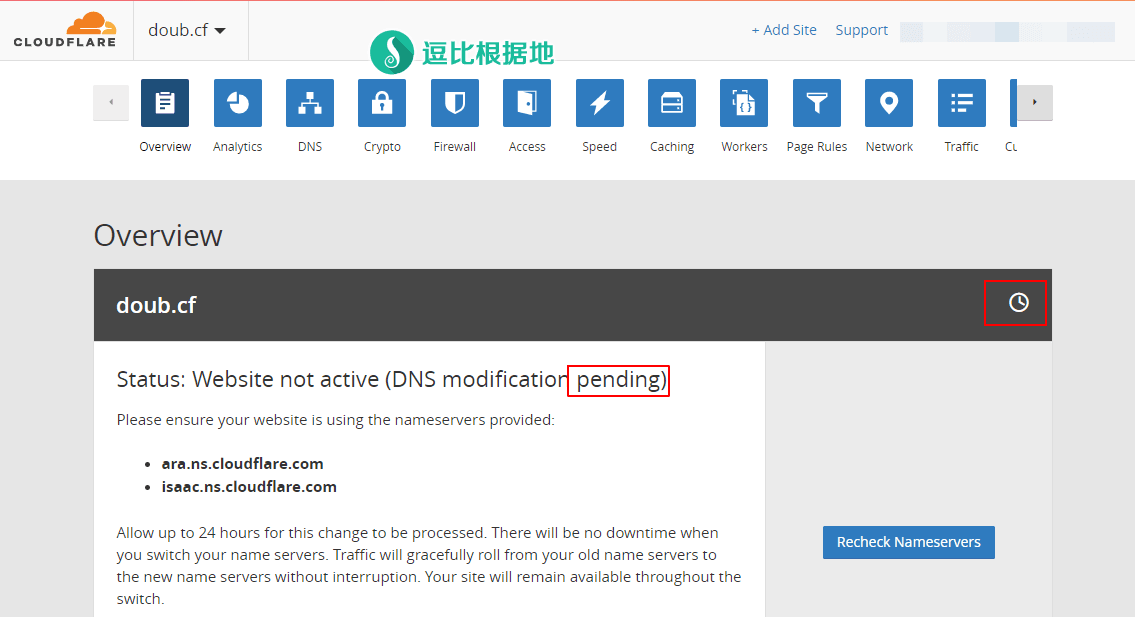 CLOUDFLARE
doub.cf
逗比根据地
+ Add Site
Support
Overview
Analytics
DNS
Crypto
Firewall
Access
Speed
Caching
Workers
Page Rules
Network
Traffic
Cu
Overview
doub.cf
Status: Website not active (DNS modification pending)
Please ensure your website is using the nameservers provided:
• ara.ns.cloudflare.com
• isaac.ns.cloudflare.com
Allow up to 24 hours for this change to be processed. There will be no downtime when
you switch your name servers. Traffic will gracefully roll from your old name servers to
the new name servers without interruption. Your site will remain available throughout the
switch.
Recheck Nameservers